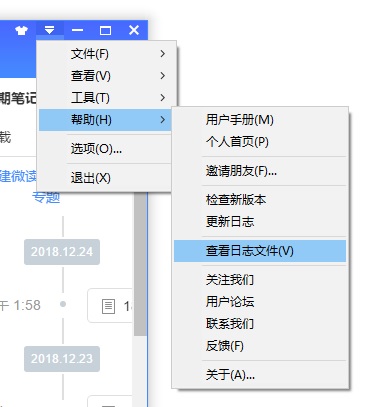 文件(F)
查看(V)
工具(T)
帮助(H)
选项(O)...
退出(X)
用户手册(M)
个人首页(P)
邀请朋友(F)...
检查新版本
更新日志
查看日志文件(V)
关注我们
用户论坛
联系我们
反馈(F)
关于(A)...
期笔记
载
建微读
专题
2018.12.24
午 1:58
2018.12.23